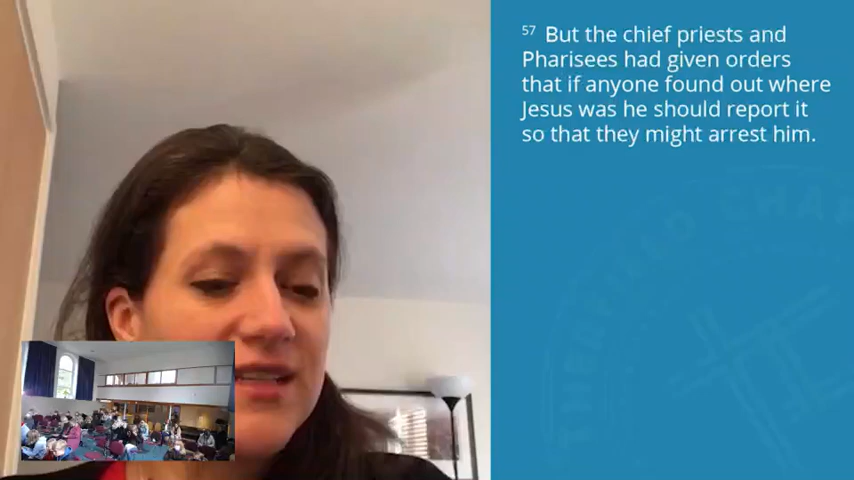 57 But the chief priests and
Pharisees had given orders
that if anyone found out where
Jesus was he should report it
so that they might arrest him.